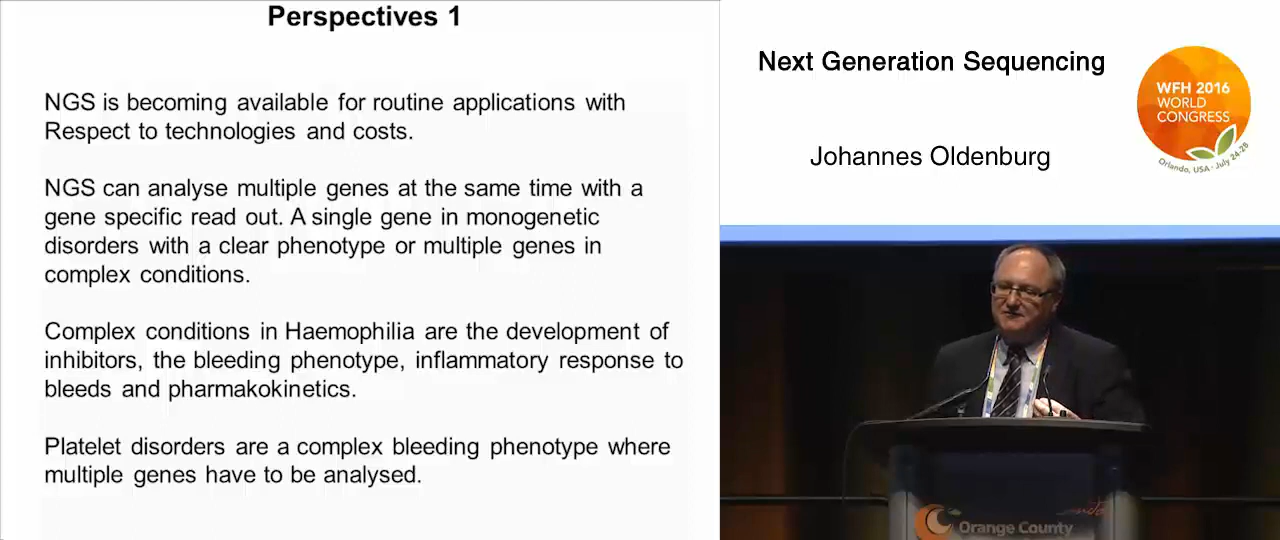 Perspectives 1
NGS is becoming available for routine applications with
Respect to technologies and costs.
NGS can analyse multiple genes at the same time with a
gene specific read out. A single gene in monogenetic
disorders with a clear phenotype or multiple genes in
complex conditions.
Complex conditions in Haemophilia are the development of
inhibitors, the bleeding phenotype, inflammatory response to
bleeds and pharmakokinetics.
Platelet disorders are a complex bleeding phenotype where
multiple genes have to be analysed.
Next Generation Sequencing
Johannes Oldenburg
WFH 2016
WORLD
CONGRESS
Orlando, USA · July 24-28
Orange County